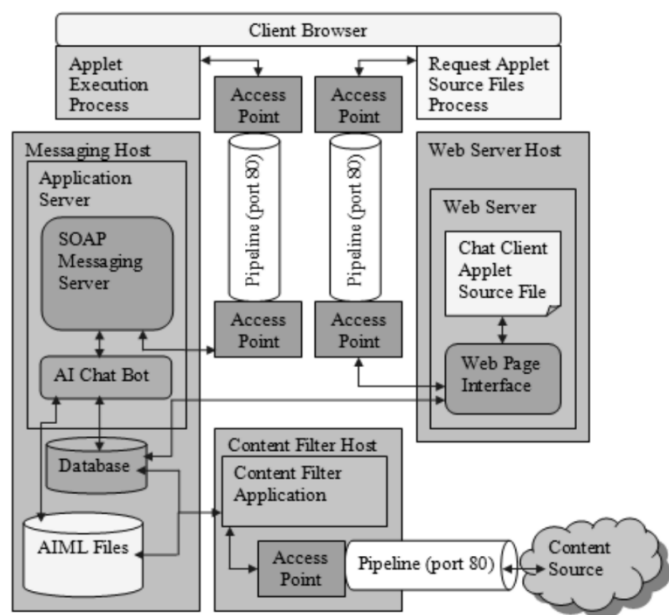 Client Browser
Applet
Execution
Process
Access
Point
Access
Point
Request Applet
Source Files
Process
Messaging Host
Application
Server
SOAP
Messaging
Server
Pipeline (port 80)
Pipeline (port 80)
Web Server Host
Web Server
Chat Client
Applet
Source File
Access
Point
Access
Point
AI Chat Bot
Web Page
Interface
Database
Content Filter Host
Content Filter
Application
AIML Files
Access
Point
Pipeline (port 80)
Content
Source